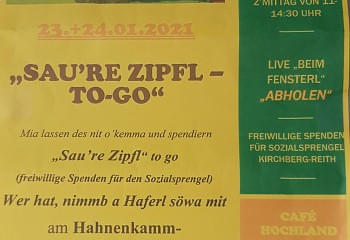 23.+24.01.2021
„SAU'RE ZIPFL –
TO-GO“
Mia lassen des nit o´kemma und spendiern
„Sau're Zipfl“ to go
(freiwillige Spenden für den Sozialsprengel)
Wer hat, nimmb a Haferl söwa mit
am Hahnenkamm-
2 MITTAG VON 11-
14:30 UHR
LIVE „BEIM
FENSTERL“
„ABHOLEN“
FREIWILLIGE SPENDEN
FÜR SOZIALSPRENGEL
KIRCHBERG-REITH
CAFÉ
HOCHLAND